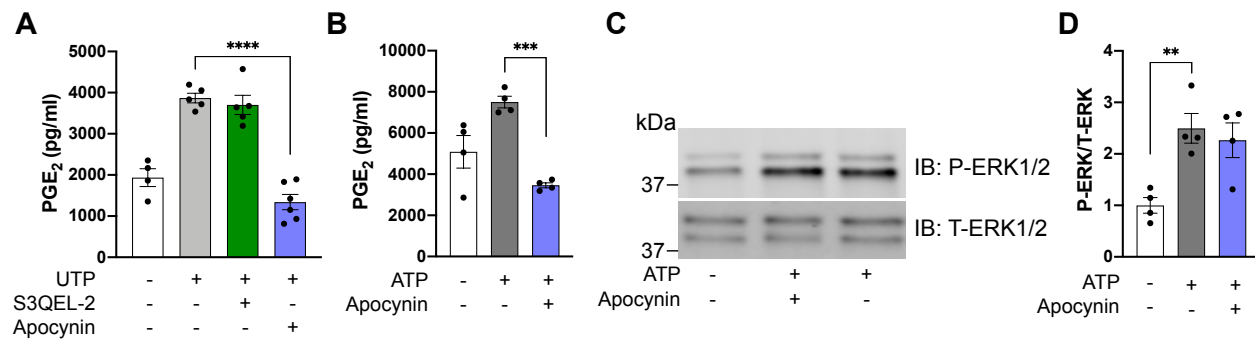 A
PGE2 (pg/ml)
5000
4000
3000
2000
1000
0
****
UTP - + + +
S3QEL-2 - - + -
Apocynin - - - +
B
PGE2 (pg/ml)
10000
8000
6000
4000
2000
0
***
ATP - + +
Apocynin - - +
C
kDa
37
IB: P-ERK1/2
37
IB: T-ERK1/2
ATP - + +
Apocynin - + -
D
P-ERK/T-ERK
4
3
2
1
0
**
ATP - + +
Apocynin - - +